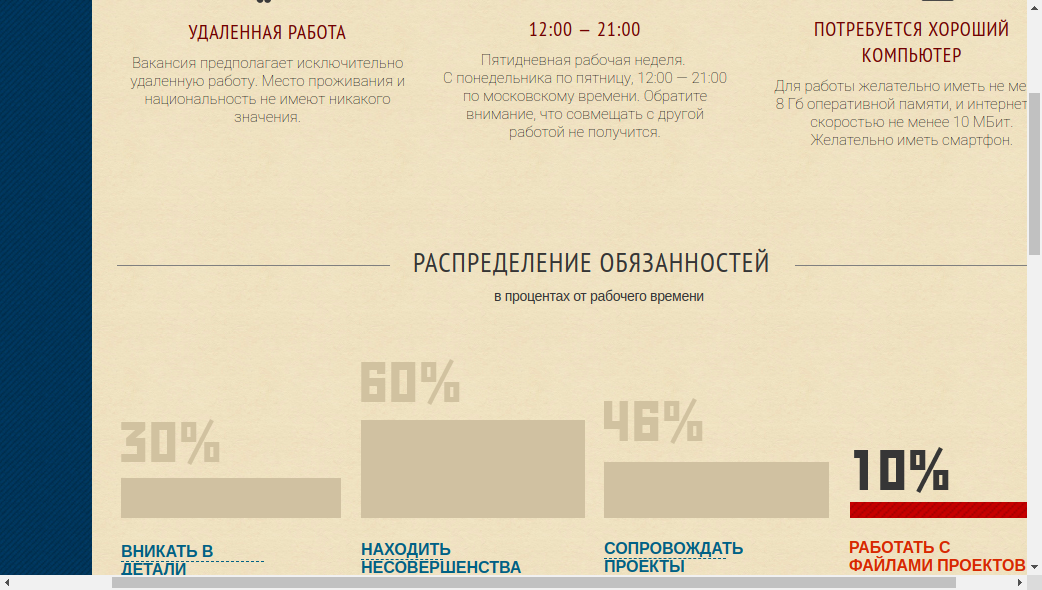 УДАЛЕННАЯ РАБОТА
Вакансия предполагает исключительно
удаленную работу. Место проживания и
национальность не имеют никакого
значения.
12:00 — 21:00
Пятидневная рабочая неделя.
С понедельника по пятницу, 12:00 — 21:00
по московскому времени. Обратите
внимание, что совмещать с другой
работой не получится.
ПОТРЕБУЕТСЯ ХОРОШИЙ
КОМПЬЮТЕР
Для работы желательно иметь не
8 Гб оперативной памяти, и интернет
скоростью не менее 10 МБит.
Желательно иметь смартфон.
РАСПРЕДЕЛЕНИЕ ОБЯЗАННОСТЕЙ
в процентах от рабочего времени
30%
60%
46%
10%
ВНИКАТЬ В
ДЕТАЛИ
НАХОДИТЬ
НЕСОВЕРШЕНСТВА
СОПРОВОЖДАТЬ
ПРОЕКТЫ
РАБОТАТЬ С
ФАЙЛАМИ ПРОЕКТОВ